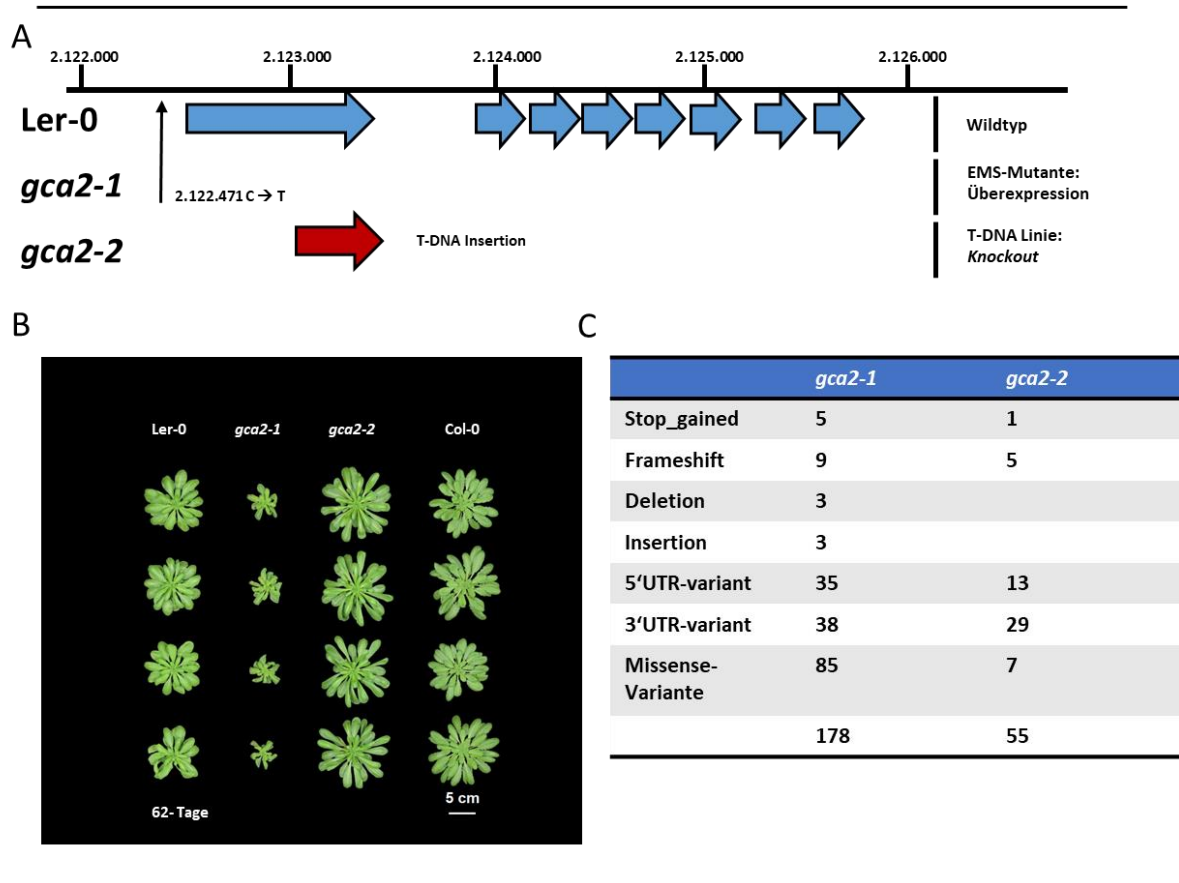 A
2.122.000 2.123.000 2.124.000 2.125.000 2.126.000
Ler-0
Wildtyp
gca2-1
2.122.471 C → T
EMS-Mutante:
Überexpression
gca2-2
T-DNA Insertion
T-DNA Linie:
Knockout
B
Ler-0 gca2-1 gca2-2 Col-0
5 cm
62- Tage
C
gca2-1 gca2-2
Stop_gained 5 1
Frameshift 9 5
Deletion 3
Insertion 3
5‘UTR-variant 35 13
3‘UTR-variant 38 29
Missense- 85 7
Variante
178 55